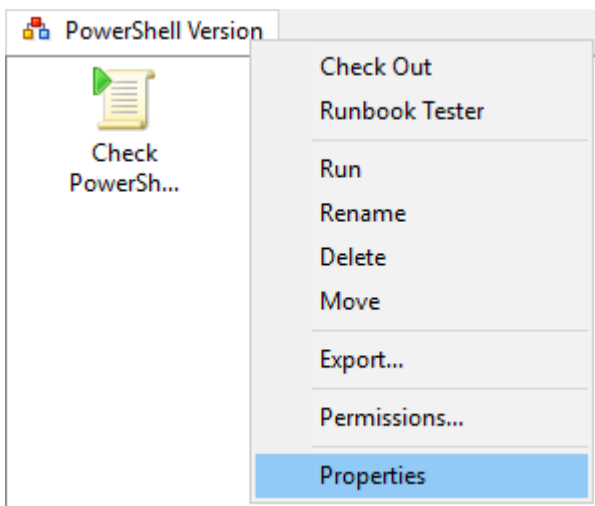 PowerShell Version
Check
PowerSh...
Check Out
Runbook Tester
Run
Rename
Delete
Move
Export...
Permissions...
Properties